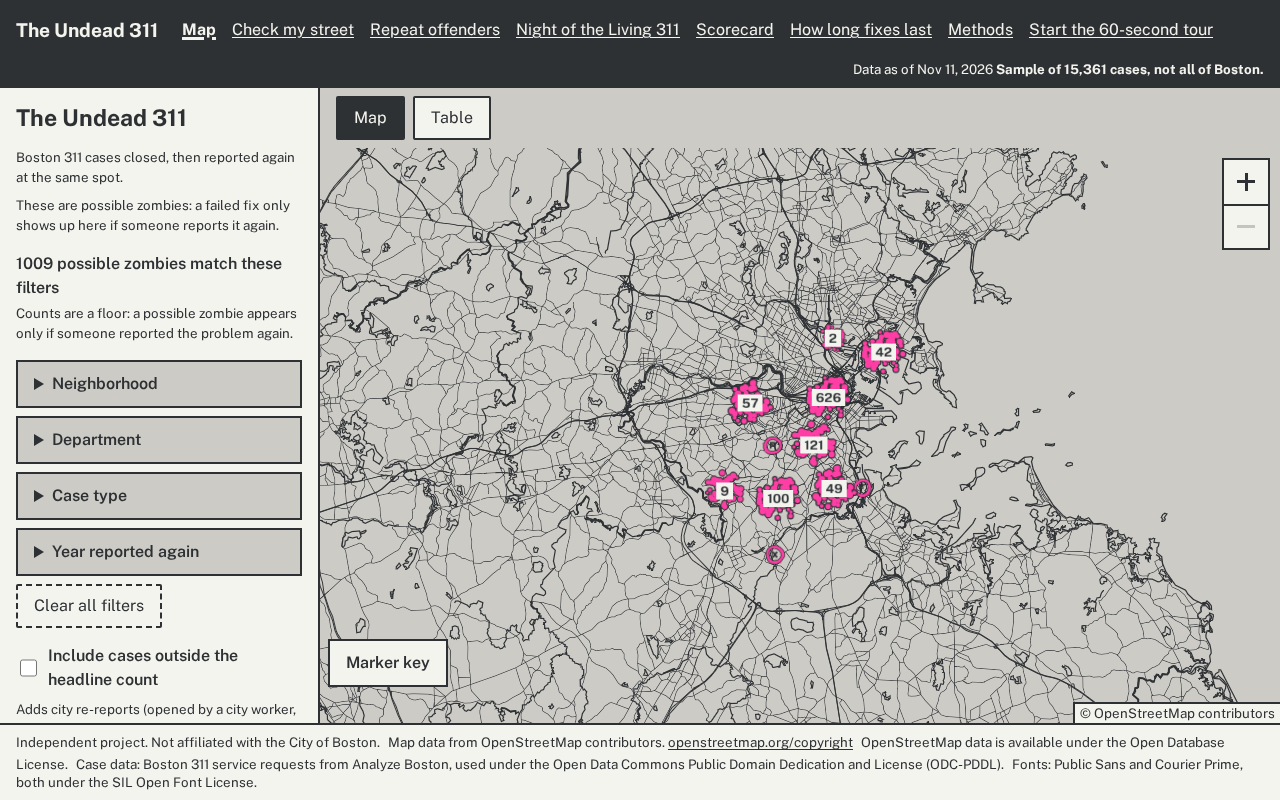 The Undead 311 Map Check my street Repeat offenders Night of the Living 311 Scorecard How long fixes last Methods Start the 60-second tour
Data as of Nov 11, 2026 Sample of 15,361 cases, not all of Boston.
The Undead 311
Boston 311 cases closed, then reported again
at the same spot.
These are possible zombies: a failed fix only
shows up here if someone reports it again.
1009 possible zombies match these
filters
Counts are a floor: a possible zombie appears
only if someone reported the problem again.
Neighborhood
Department
Case type
Year reported again
Clear all filters
Include cases outside the
headline count
Adds city re-reports (opened by a city worker,
Map Table
2
42
57
626
121
9
100
49
Marker key
© OpenStreetMap contributors
Independent project. Not affiliated with the City of Boston. Map data from OpenStreetMap contributors. openstreetmap.org/copyright OpenStreetMap data is available under the Open Database
License. Case data: Boston 311 service requests from Analyze Boston, used under the Open Data Commons Public Domain Dedication and License (ODC-PDDL). Fonts: Public Sans and Courier Prime,
both under the SIL Open Font License.